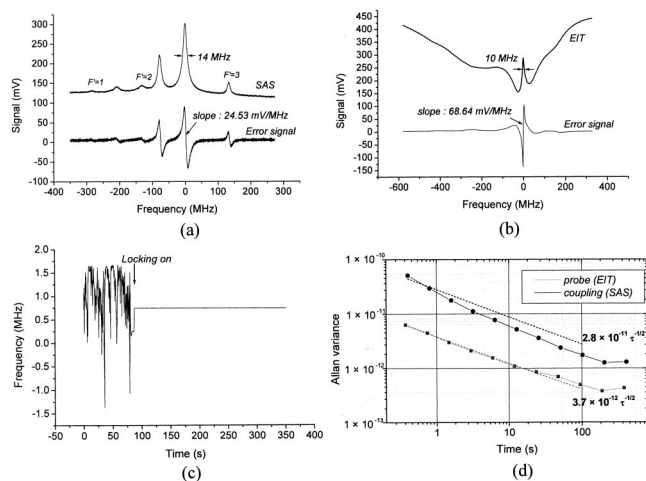 350
300
250
200
150
100
50
0
-50
-100
Signal (mV)
F'=1
F'=2
14 MHz
F'=3
SAS
slope : 24.53 mV/MHz
Error signal
-400 -300 -200 -100 0 100 200 300
Frequency (MHz)
(a)
450
400
350
300
250
200
150
100
50
0
-50
-100
-150
Signal (mV)
EIT
10 MHz
slope : 68.64 mV/MHz
Error signal
-600 -400 -200 0 200 400
Frequency (MHz)
(b)
2.0
1.5
1.0
0.5
0.0
-0.5
-1.0
-1.5
Frequency (MHz)
Locking on
-50 0 50 100 150 200 250 300 350 400
Time (s)
(c)
1 × 10⁻¹⁰
1 × 10⁻¹¹
1 × 10⁻¹²
1 × 10⁻¹³
Allan variance
probe (EIT)
coupling (SAS)
2.8 × 10⁻¹¹ τ⁻¹/²
3.7 × 10⁻¹² τ⁻¹/²
1 10 100
Time (s)
(d)